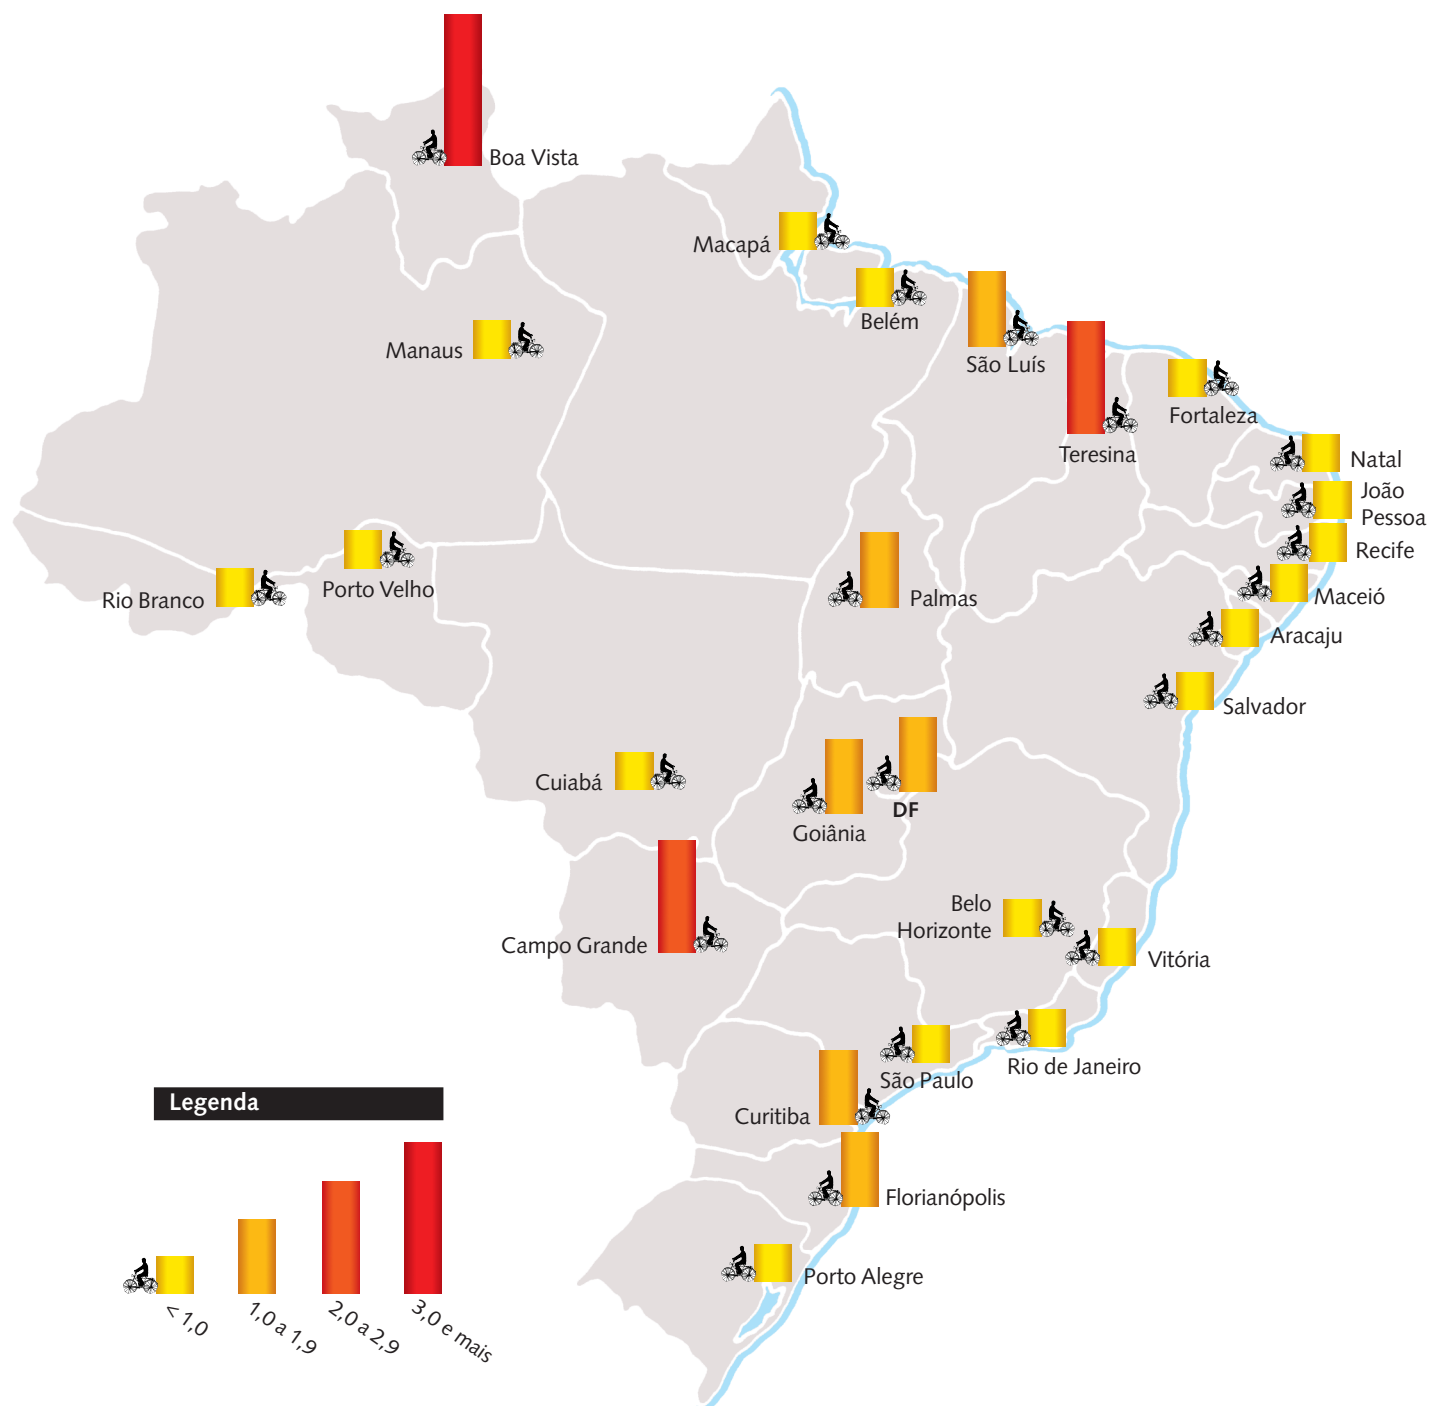 Boa Vista
Macapá
Belém
Manaus
São Luís
Fortaleza
Teresina
Natal
João
Pessoa
Recife
Porto Velho
Rio Branco
Palmas
Maceió
Aracaju
Salvador
Cuiabá
DF
Goiânia
Belo
Horizonte
Campo Grande
Vitória
Rio de Janeiro
São Paulo
Curitiba
Legenda
Florianópolis
Porto Alegre
< 1,0
1,0 a 1,9
2,0 a 2,9
3,0 e mais